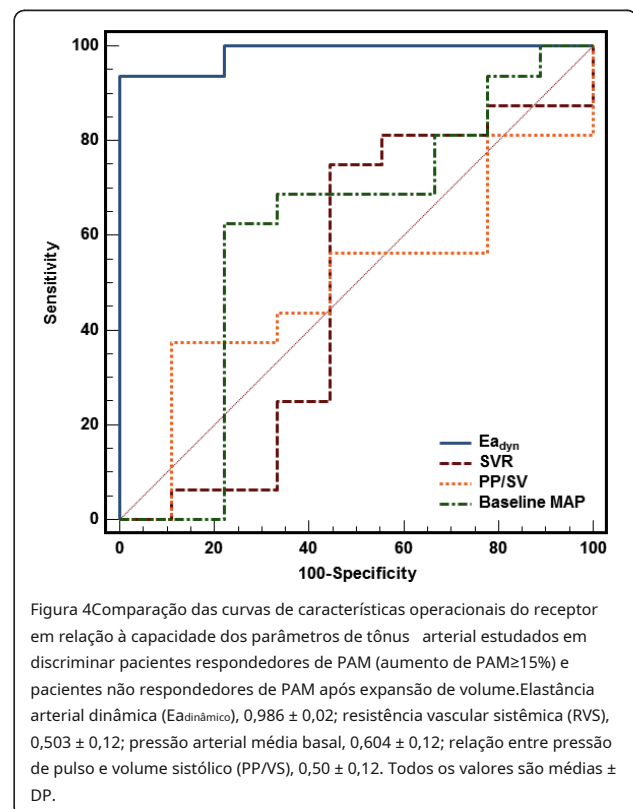 100
80
60
40
20
0
Sensitivity
Ea dyn
SVR
PP/SV
Baseline MAP
0 20 40 60 80 100
100-Specificity
Figura 4Comparação das curvas de características operacionais do receptor
em relação à capacidade dos parâmetros de tônus arterial estudados em
discriminar pacientes respondedores de PAM (aumento de PAM≥15%) e
pacientes não respondedores de PAM após expansão de volume.Elastância
arterial dinâmica (Eadinâmico), 0,986 ± 0,02; resistência vascular sistêmica (RVS),
0,503 ± 0,12; pressão arterial média basal, 0,604 ± 0,12; relação entre pressão
de pulso e volume sistólico (PP/VS), 0,50 ± 0,12. Todos os valores são médias ±
DP.